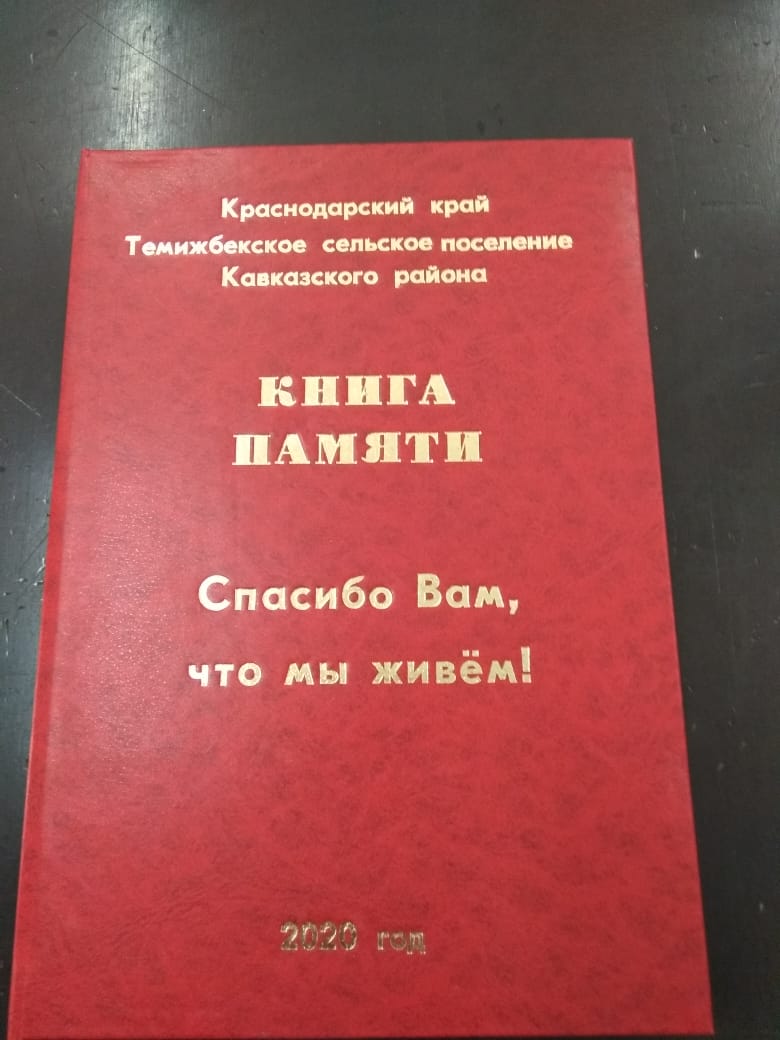 Краснодарский край
Темижбекское сельское поселение
Кавказского района
КНИГА
ПАМЯТИ
Спасибо Вам,
что мы живём!
2020 год